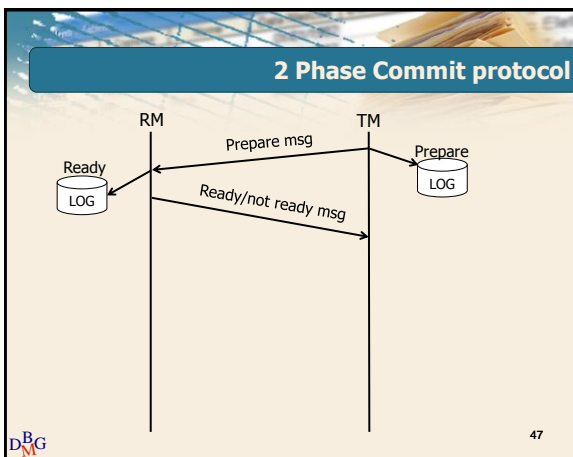 2 Phase Commit protocol
RM
TM
Prepare msg
Ready
Prepare
LOG
LOG
Ready/not ready msg
DBMG
47